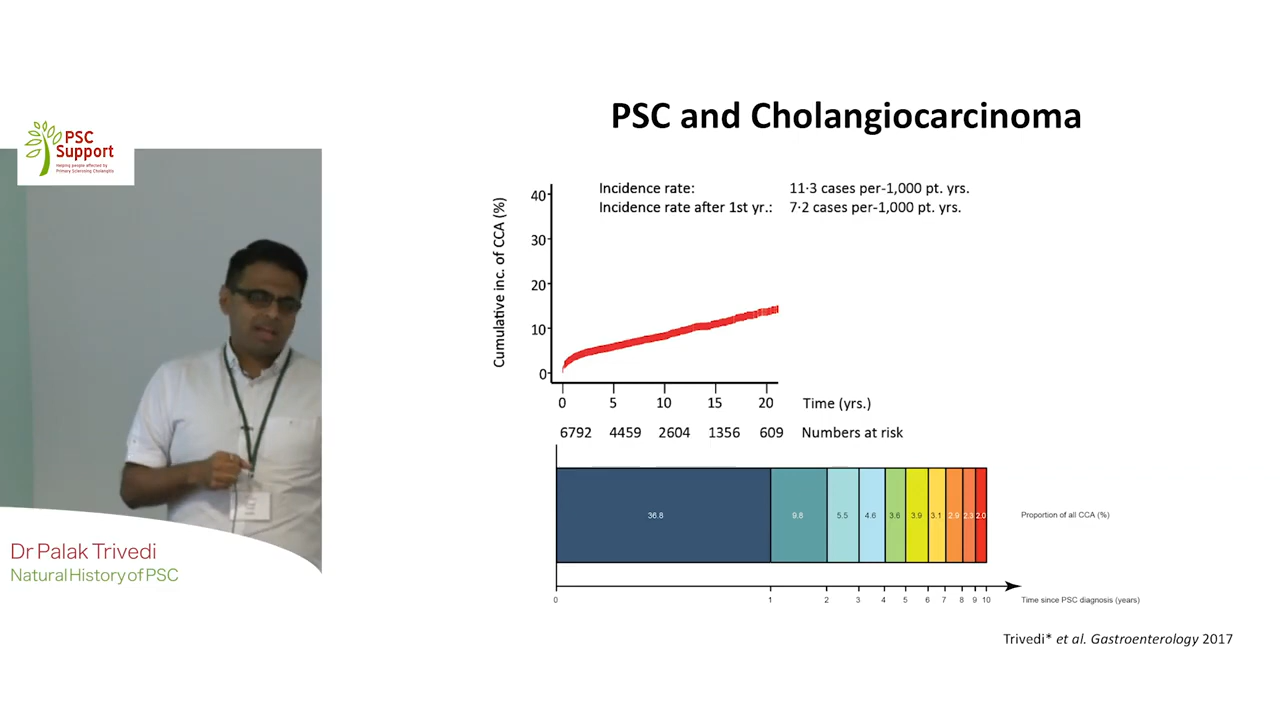 PSC and Cholangiocarcinoma
PSC
Support
Helping people affected by
Primary Sclerosing Cholangitis
Cumulative inc. of CCA (%)
40
30
20
10
0
Incidence rate: 11·3 cases per-1,000 pt. yrs.
Incidence rate after 1st yr.: 7·2 cases per-1,000 pt. yrs.
0 5 10 15 20 Time (yrs.)
6792 4459 2604 1356 609 Numbers at risk
36.8 9.8 5.5 4.6 3.6 3.9 3.1 2.9 2.3 2.0 Proportion of all CCA (%)
0 1 2 3 4 5 6 7 8 9 10 Time since PSC diagnosis (years)
Dr Palak Trivedi
Natural History of PSC
Trivedi* et al. Gastroenterology 2017